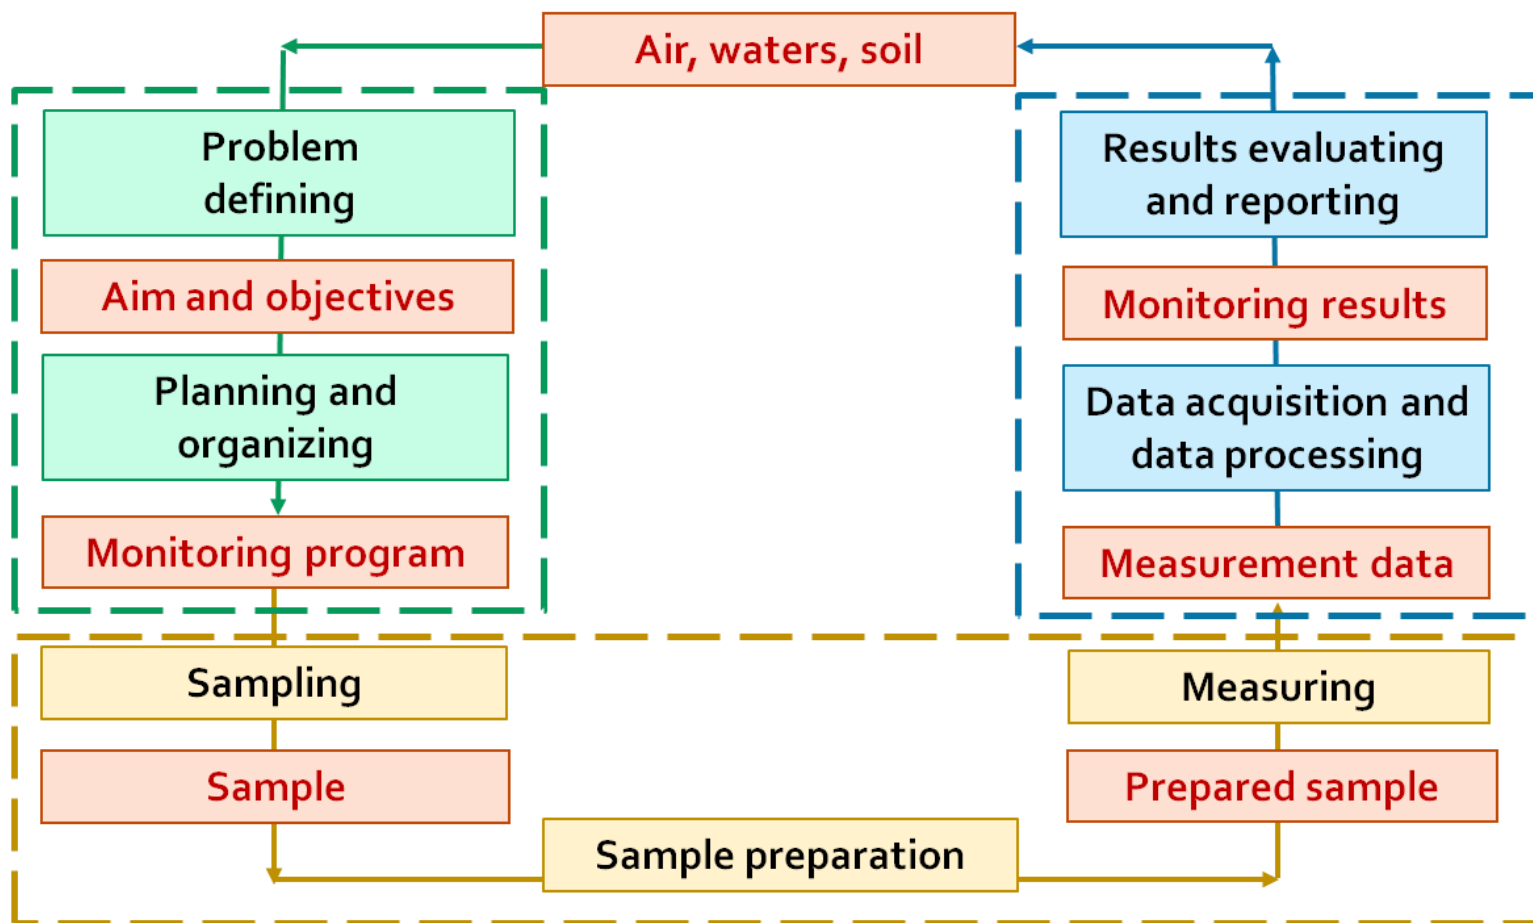 Air, waters, soil
Problem
defining
Aim and objectives
Planning and
organizing
Monitoring program
Sampling
Sample
Sample preparation
Prepared sample
Measuring
Measurement data
Data acquisition and
data processing
Monitoring results
Results evaluating
and reporting